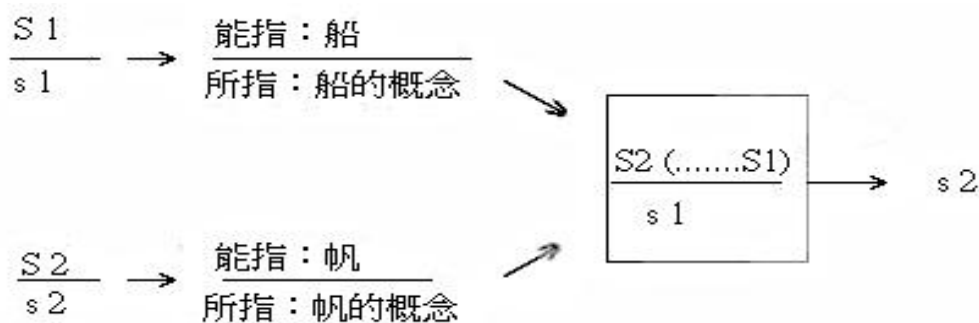 S 1
s 1
能指：船
所指：船的概念
S2 (.......S1)
s 1
s 2
S 2
s 2
能指：帆
所指：帆的概念